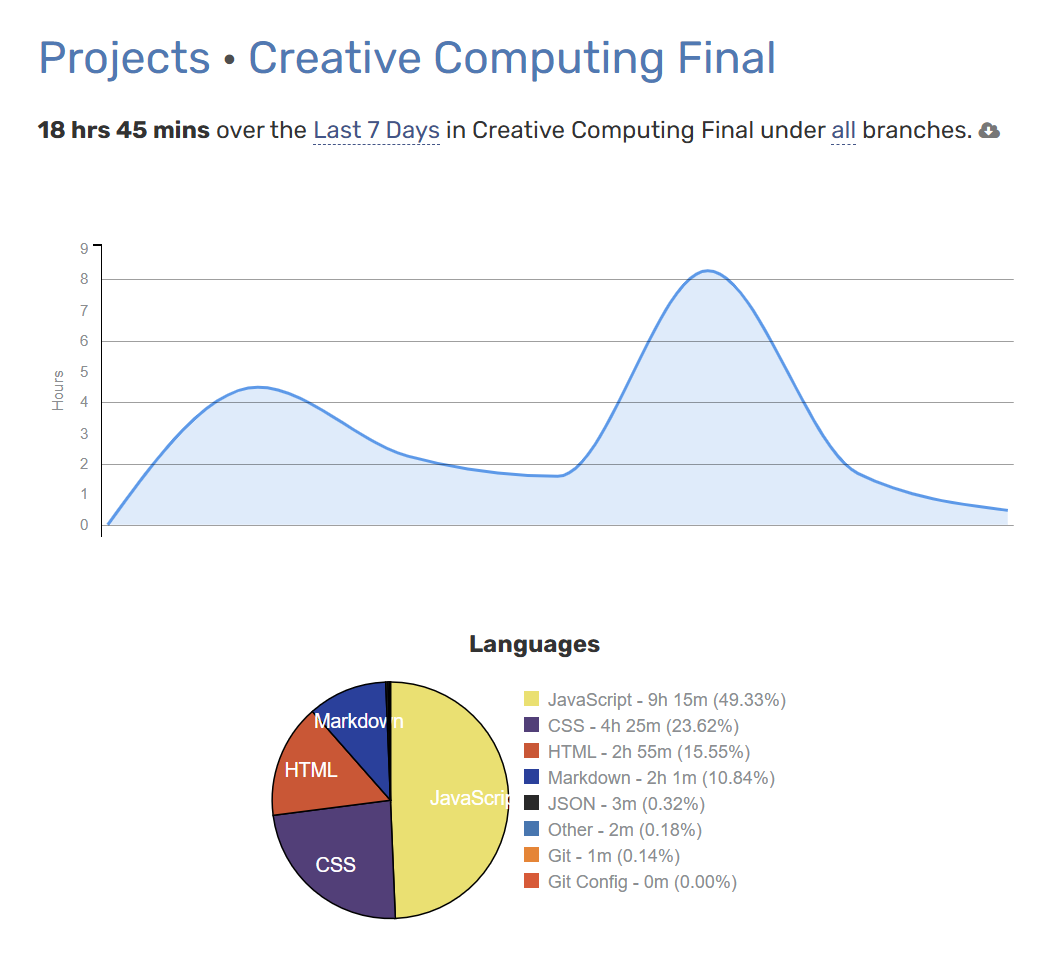 Projects • Creative Computing Final
18 hrs 45 mins over the Last 7 Days in Creative Computing Final under all branches.
9
8
7
6
5
4
3
2
1
0
Hours
Languages
Markdown
HTML
JavaScrip
CSS
JavaScript - 9h 15m (49.33%)
CSS - 4h 25m (23.62%)
HTML - 2h 55m (15.55%)
Markdown - 2h 1m (10.84%)
JSON - 3m (0.32%)
Other - 2m (0.18%)
Git - 1m (0.14%)
Git Config - 0m (0.00%)